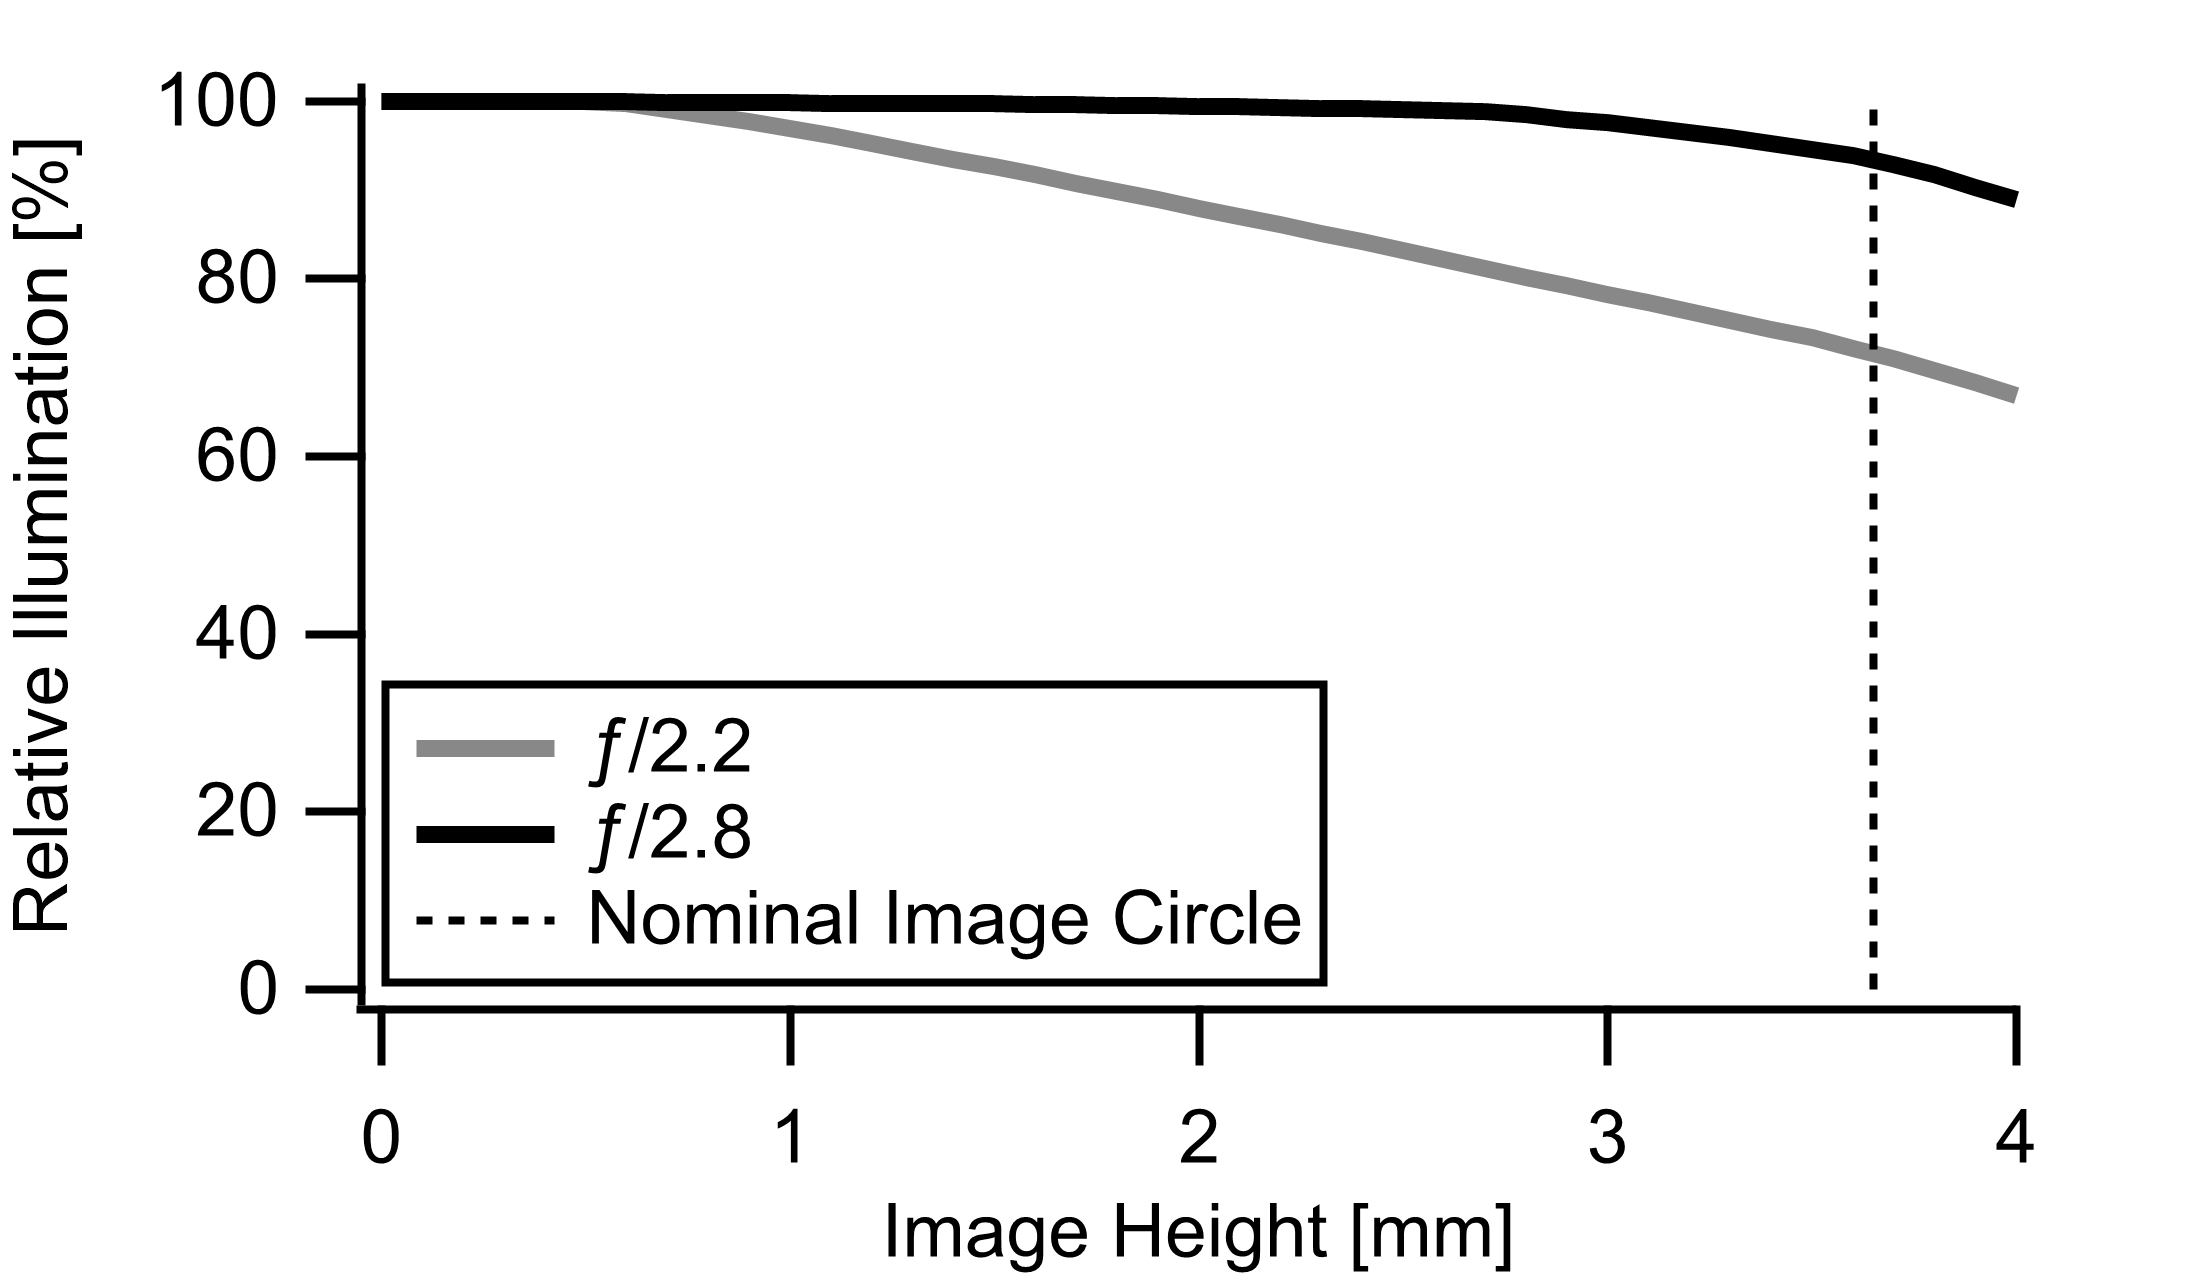 Relative Illumination [%]
100
80
60
40
20
0
ƒ/2.2
ƒ/2.8
Nominal Image Circle
0 1 2 3 4
Image Height [mm]